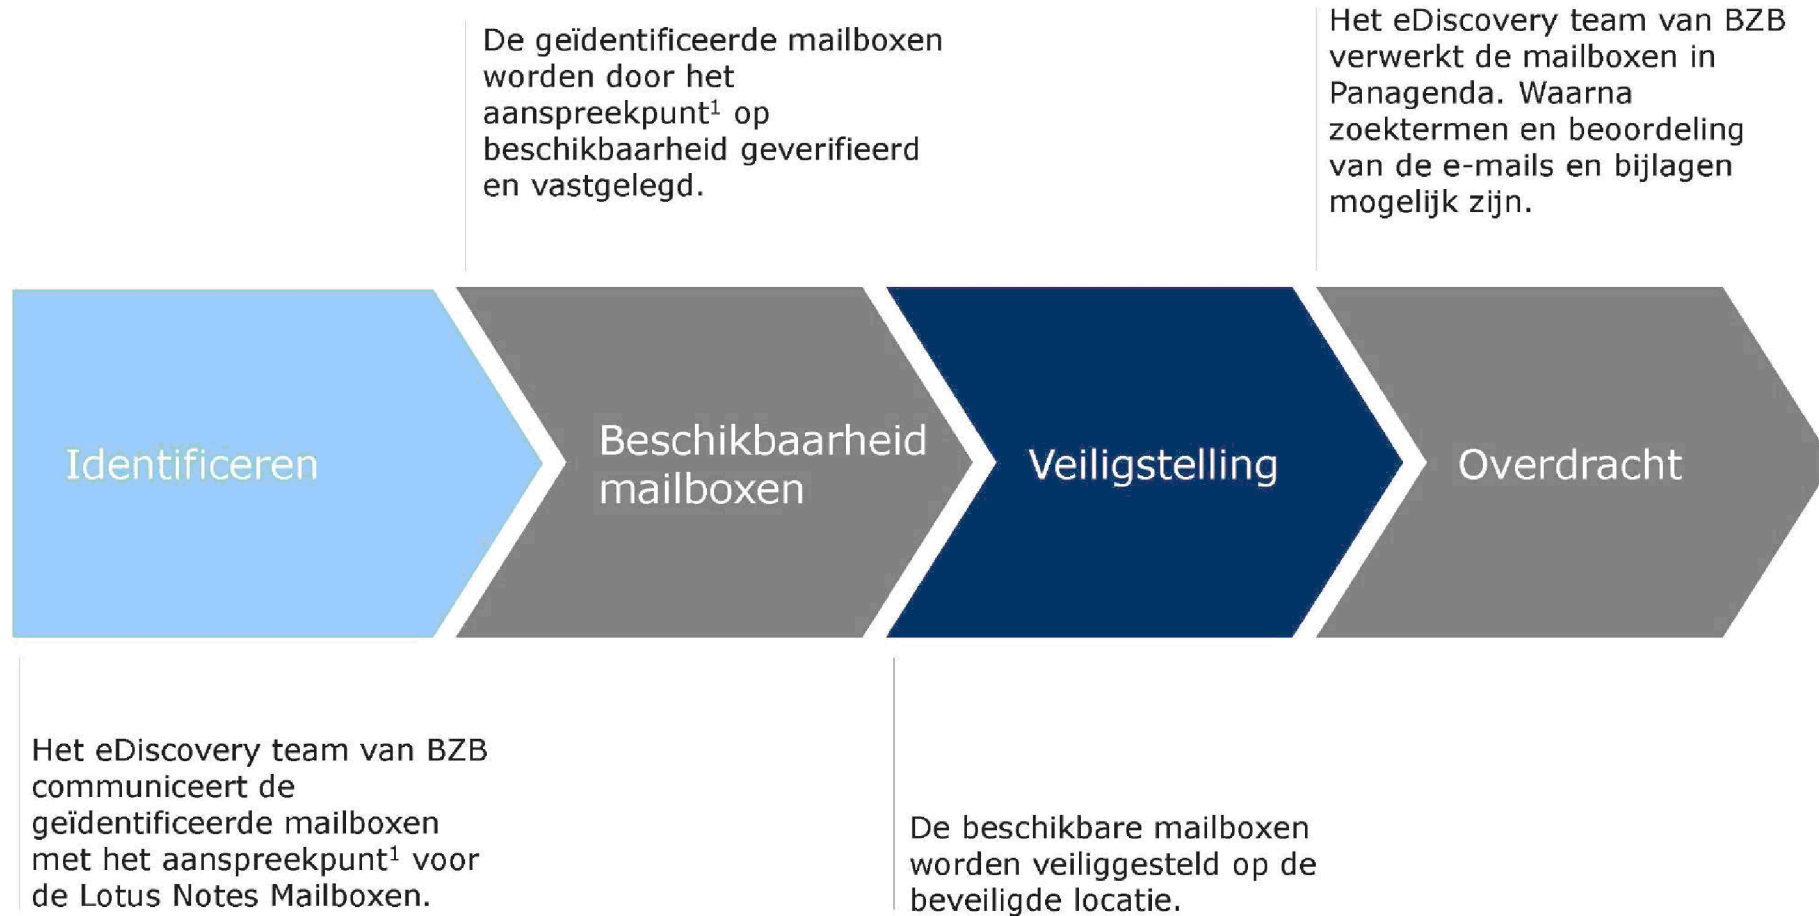 De geïdentificeerde mailboxen
worden door het
aanspreekpunt¹ op
beschikbaarheid geverifieerd
en vastgelegd.
Het eDiscovery team van BZB
verwerkt de mailboxen in
Panagenda. Waarna
zoektermen en beoordeling
van de e-mails en bijlagen
mogelijk zijn.
Identificeren
Beschikbaarheid
mailboxen
Veiligstelling
Overdracht
Het eDiscovery team van BZB
communiceert de
geïdentificeerde mailboxen
met het aanspreekpunt¹ voor
de Lotus Notes Mailboxen.
De beschikbare mailboxen
worden veiliggesteld op de
beveiligde locatie.